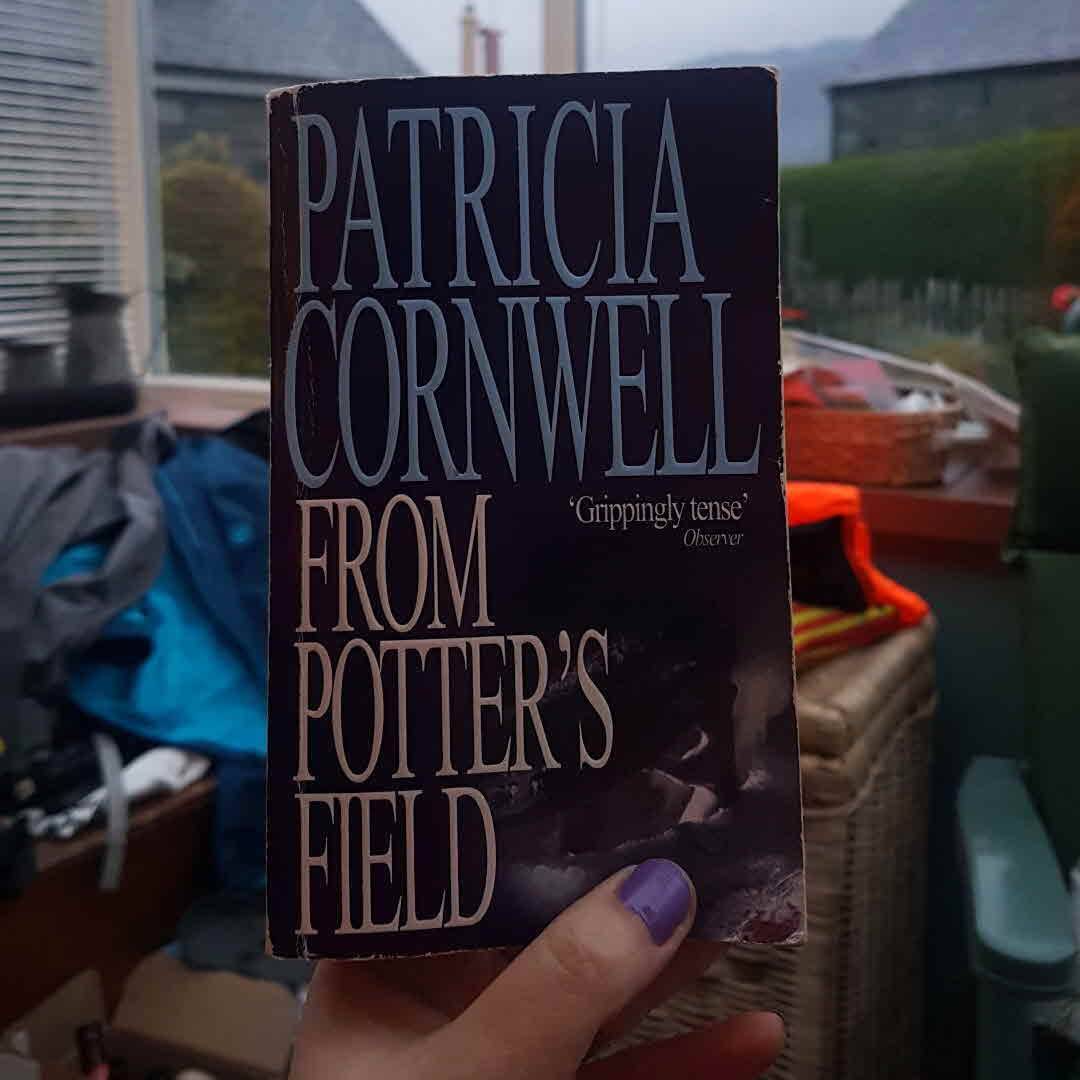 PATRICIA
CORNWELL
FROM
POTTER'S
FIELD
‘Grippingly tense’
Observer